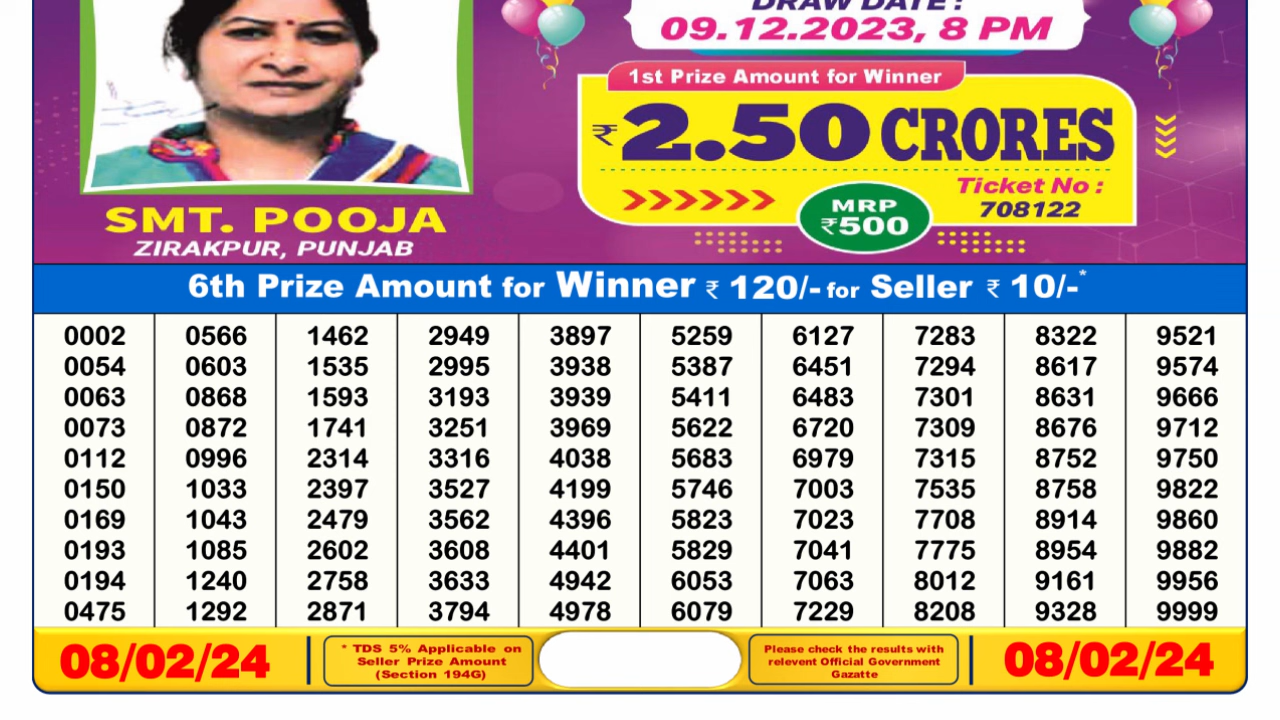 DRAW DATE :
09.12.2023, 8 PM
1st Prize Amount for Winner
₹2.50 CRORES
Ticket No :
708122
MRP
₹500
SMT. POOJA
ZIRAKPUR, PUNJAB
6th Prize Amount for Winner ₹ 120/- for Seller ₹ 10/-*
0002 0566 1462 2949 3897 5259 6127 7283 8322 9521
0054 0603 1535 2995 3938 5387 6451 7294 8617 9574
0063 0868 1593 3193 3939 5411 6483 7301 8631 9666
0073 0872 1741 3251 3969 5622 6720 7309 8676 9712
0112 0996 2314 3316 4038 5683 6979 7315 8752 9750
0150 1033 2397 3527 4199 5746 7003 7535 8758 9822
0169 1043 2479 3562 4396 5823 7023 7708 8914 9860
0193 1085 2602 3608 4401 5829 7041 7775 8954 9882
0194 1240 2758 3633 4942 6053 7063 8012 9161 9956
0475 1292 2871 3794 4978 6079 7229 8208 9328 9999
08/02/24
* TDS 5% Applicable on
Seller Prize Amount
(Section 194G)
Please check the results with
relevent Official Government
Gazatte
08/02/24